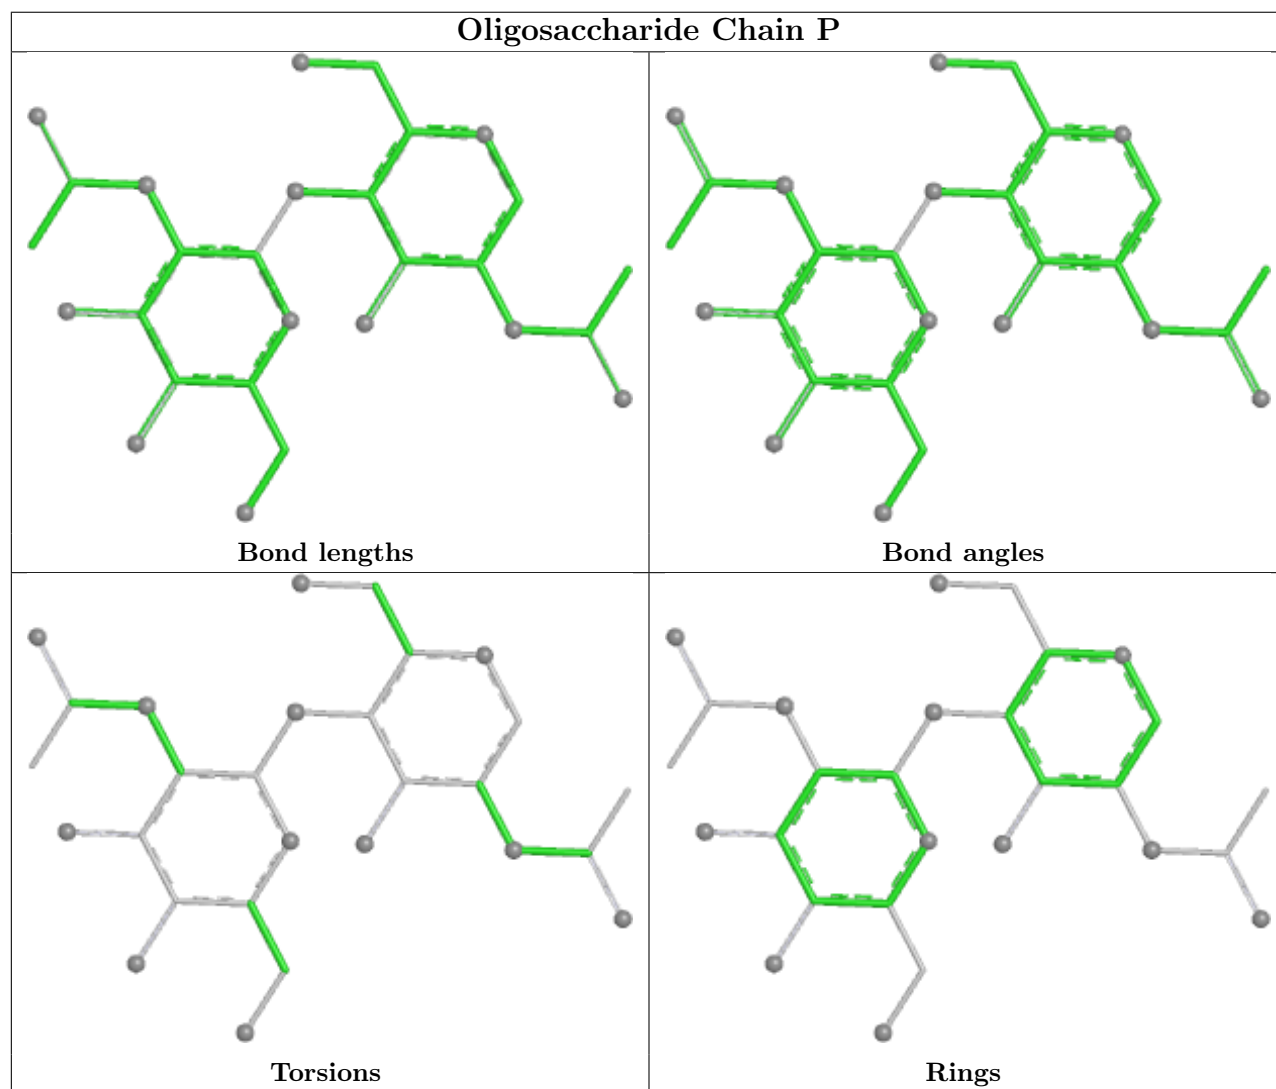 Oligosaccharide Chain P
Bond lengths
Bond angles
Torsions
Rings